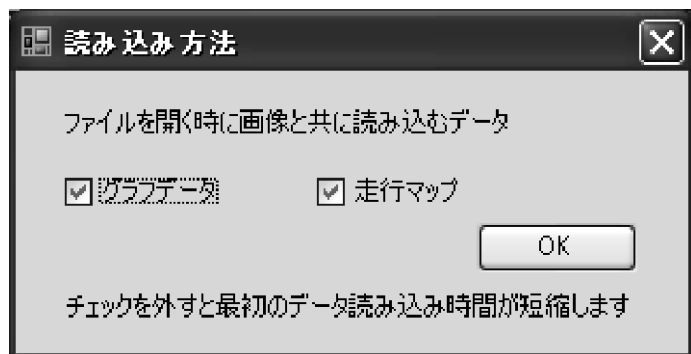 読み込み方法
ファイルを開く時に画像と共に読み込むデータ
グラフデータ 走行マップ
OK
チェックを外すと最初のデータ読み込み時間が短縮します